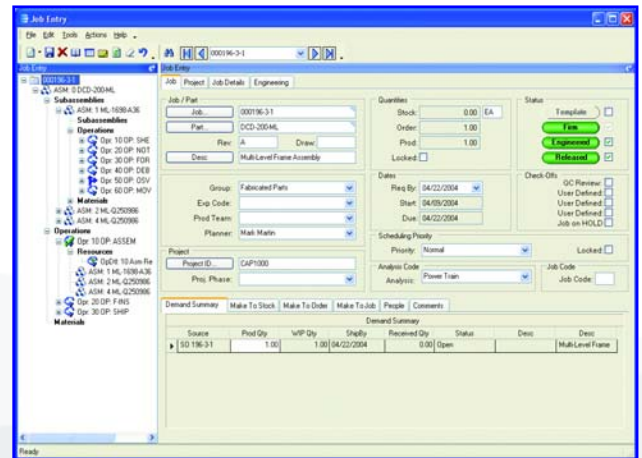 Job Entry
File Edit Tools Actions Help
000196-3-1
Job Entry
Job Entry
000196-3-1
ASM: 0 DCD-200-ML
Subassemblies
ASM: 1 ML-1698-A36
Subassemblies
Operations
Opr: 10 OP: SHE
Opr: 20 OP: NOT
Opr: 30 OP: FOR
Opr: 40 OP: DEB
Opr: 50 OP: OSV
Opr: 60 OP: MOV
Materials
ASM: 2 ML-Q250986
ASM: 4 ML-Q250986
Operations
Opr: 10 OP: ASSEM
Resources
OpDtl: 10 Asm Re
ASM: 1 ML-1698-A36
ASM: 2 ML-Q250986
ASM: 4 ML-Q250986
Opr: 20 OP: F-INS
Opr: 30 OP: SHIP
Materials
Job Project Job Details Engineering
Job / Part
Job... 000196-3-1
Part... DCD-200-ML
Rev: A Draw:
Desc Multi-Level Frame Assembly
Group: Fabricated Parts
Exp Code:
Prod Team:
Planner: Mark Martin
Project
Project ID... CAP1000
Proj. Phase:
Quantities
Stock: 0.00 EA
Order: 1.00
Prod: 1.00
Locked:
Dates
Req By: 04/22/2004
Start: 04/09/2004
Due: 04/22/2004
Scheduling Priority
Priority: Normal Locked:
Analysis Code
Analysis: Power Train
Job Code
Job Code:
Status
Template
Firm
Engineered
Released
Check-Offs
QC Review:
User Defined:
User Defined:
User Defined:
Job on HOLD:
Demand Summary Make To Stock Make To Order Make To Job People Comments
Demand Summary
Source Prod Qty WIP Qty ShipBy Received Qty Status Desc Desc
SO 196-3-1 1.00 1.00 04/22/2004 0.00 Open Multi-Level Frame
Ready